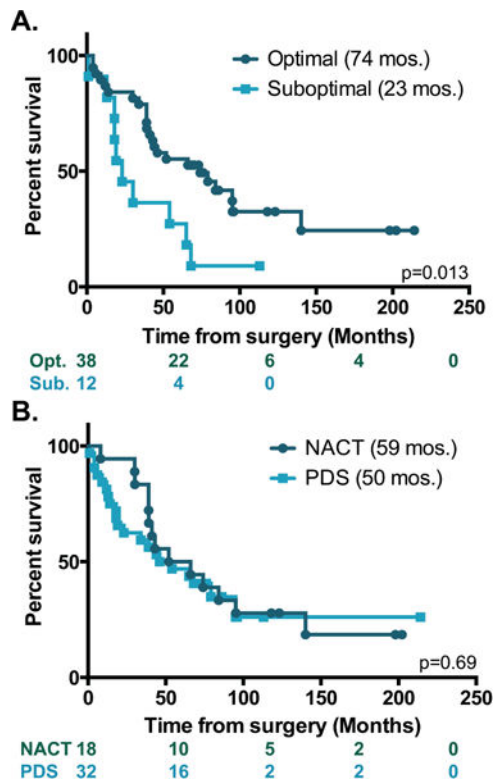 A.
100
50
0
Percent survival
Optimal (74 mos.)
Suboptimal (23 mos.)
p=0.013
0 50 100 150 200 250
Time from surgery (Months)
Opt. 38 22 6 4 0
Sub. 12 4 0
B.
100
50
0
Percent survival
NACT (59 mos.)
PDS (50 mos.)
p=0.69
0 50 100 150 200 250
Time from surgery (Months)
NACT 18 10 5 2 0
PDS 32 16 2 2 0